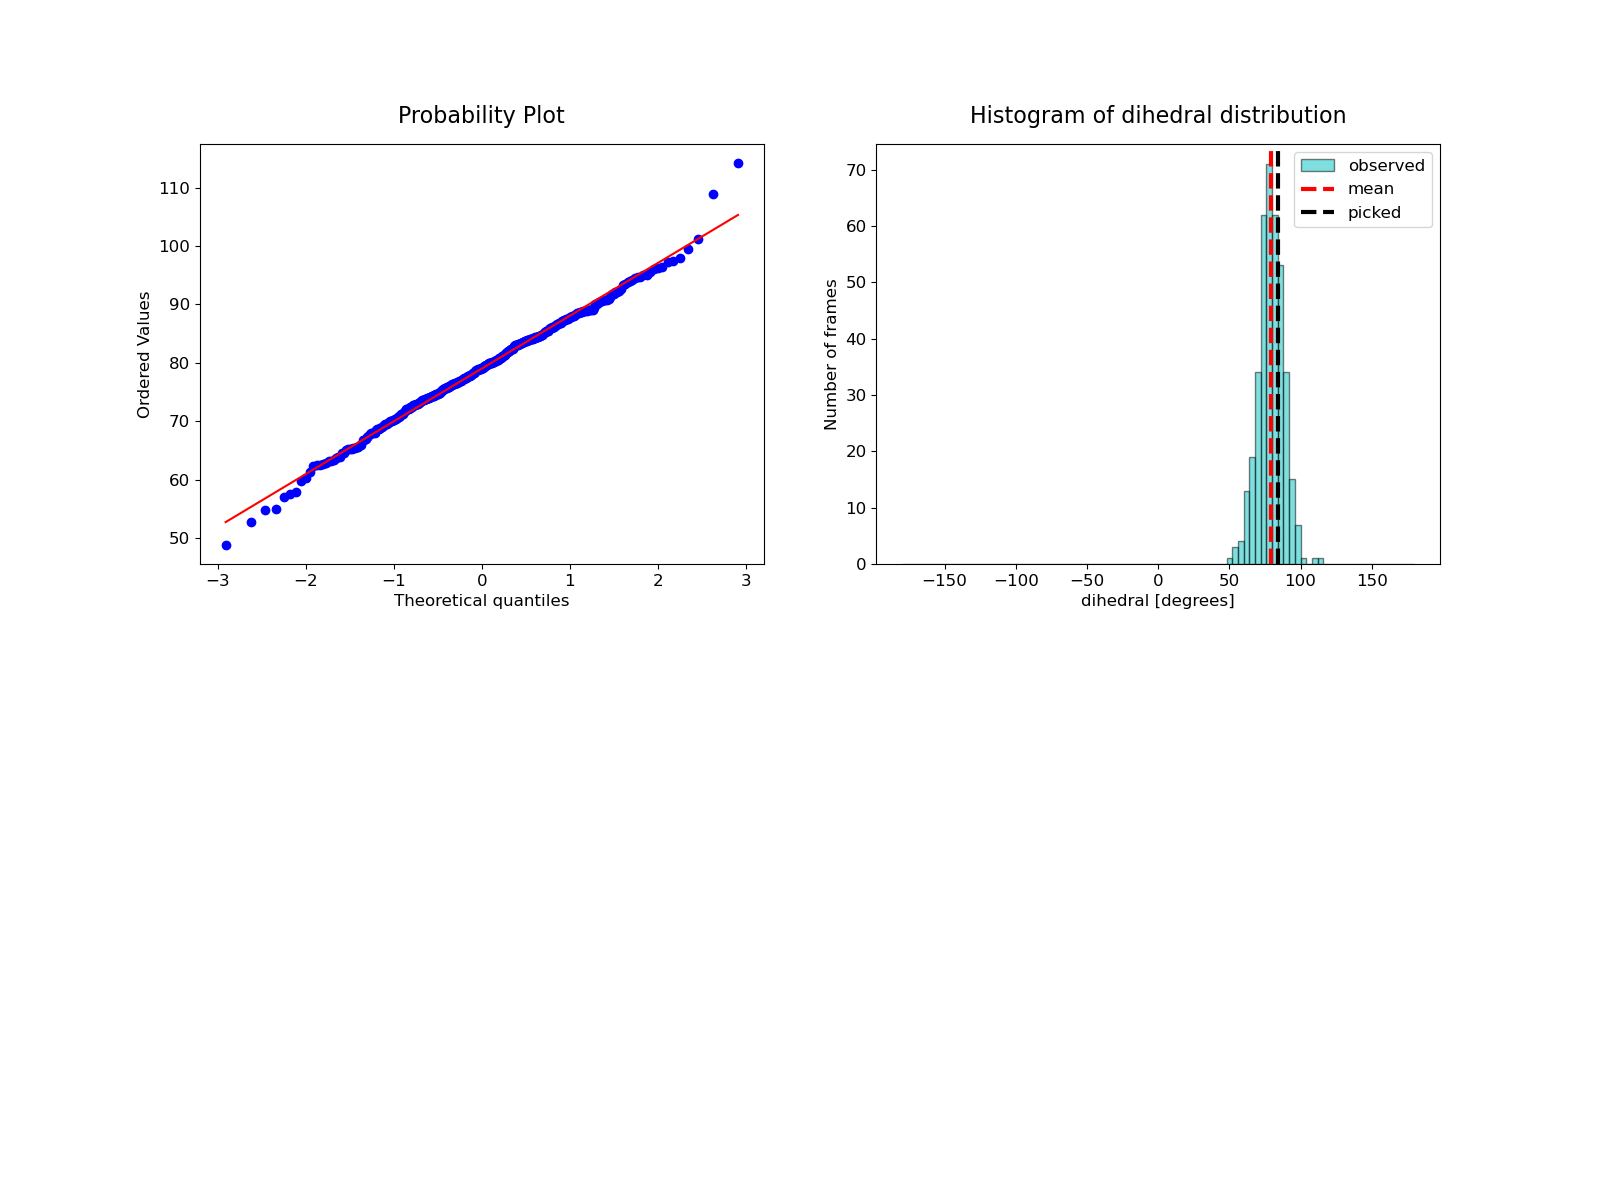 Probability Plot
Ordered Values
110
100
90
80
70
60
50
−3 −2 −1 0 1 2 3
Theoretical quantiles
Histogram of dihedral distribution
Number of frames
70
60
50
40
30
20
10
0
observed
mean
picked
−150 −100 −50 0 50 100 150
dihedral [degrees]